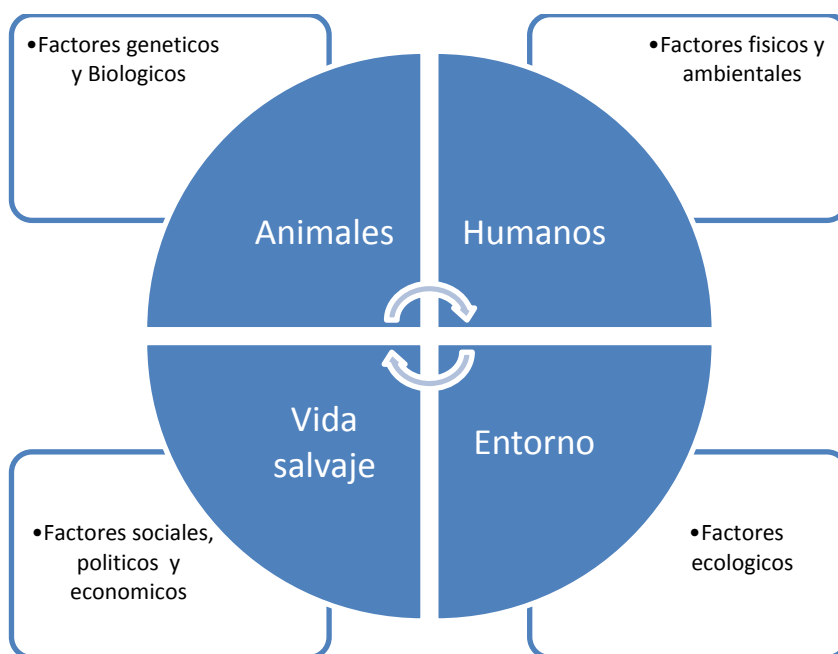 •Factores geneticos
y Biologicos
•Factores fisicos y
ambientales
Animales
Humanos
Vida
salvaje
Entorno
•Factores sociales,
politicos y
economicos
•Factores
ecologicos